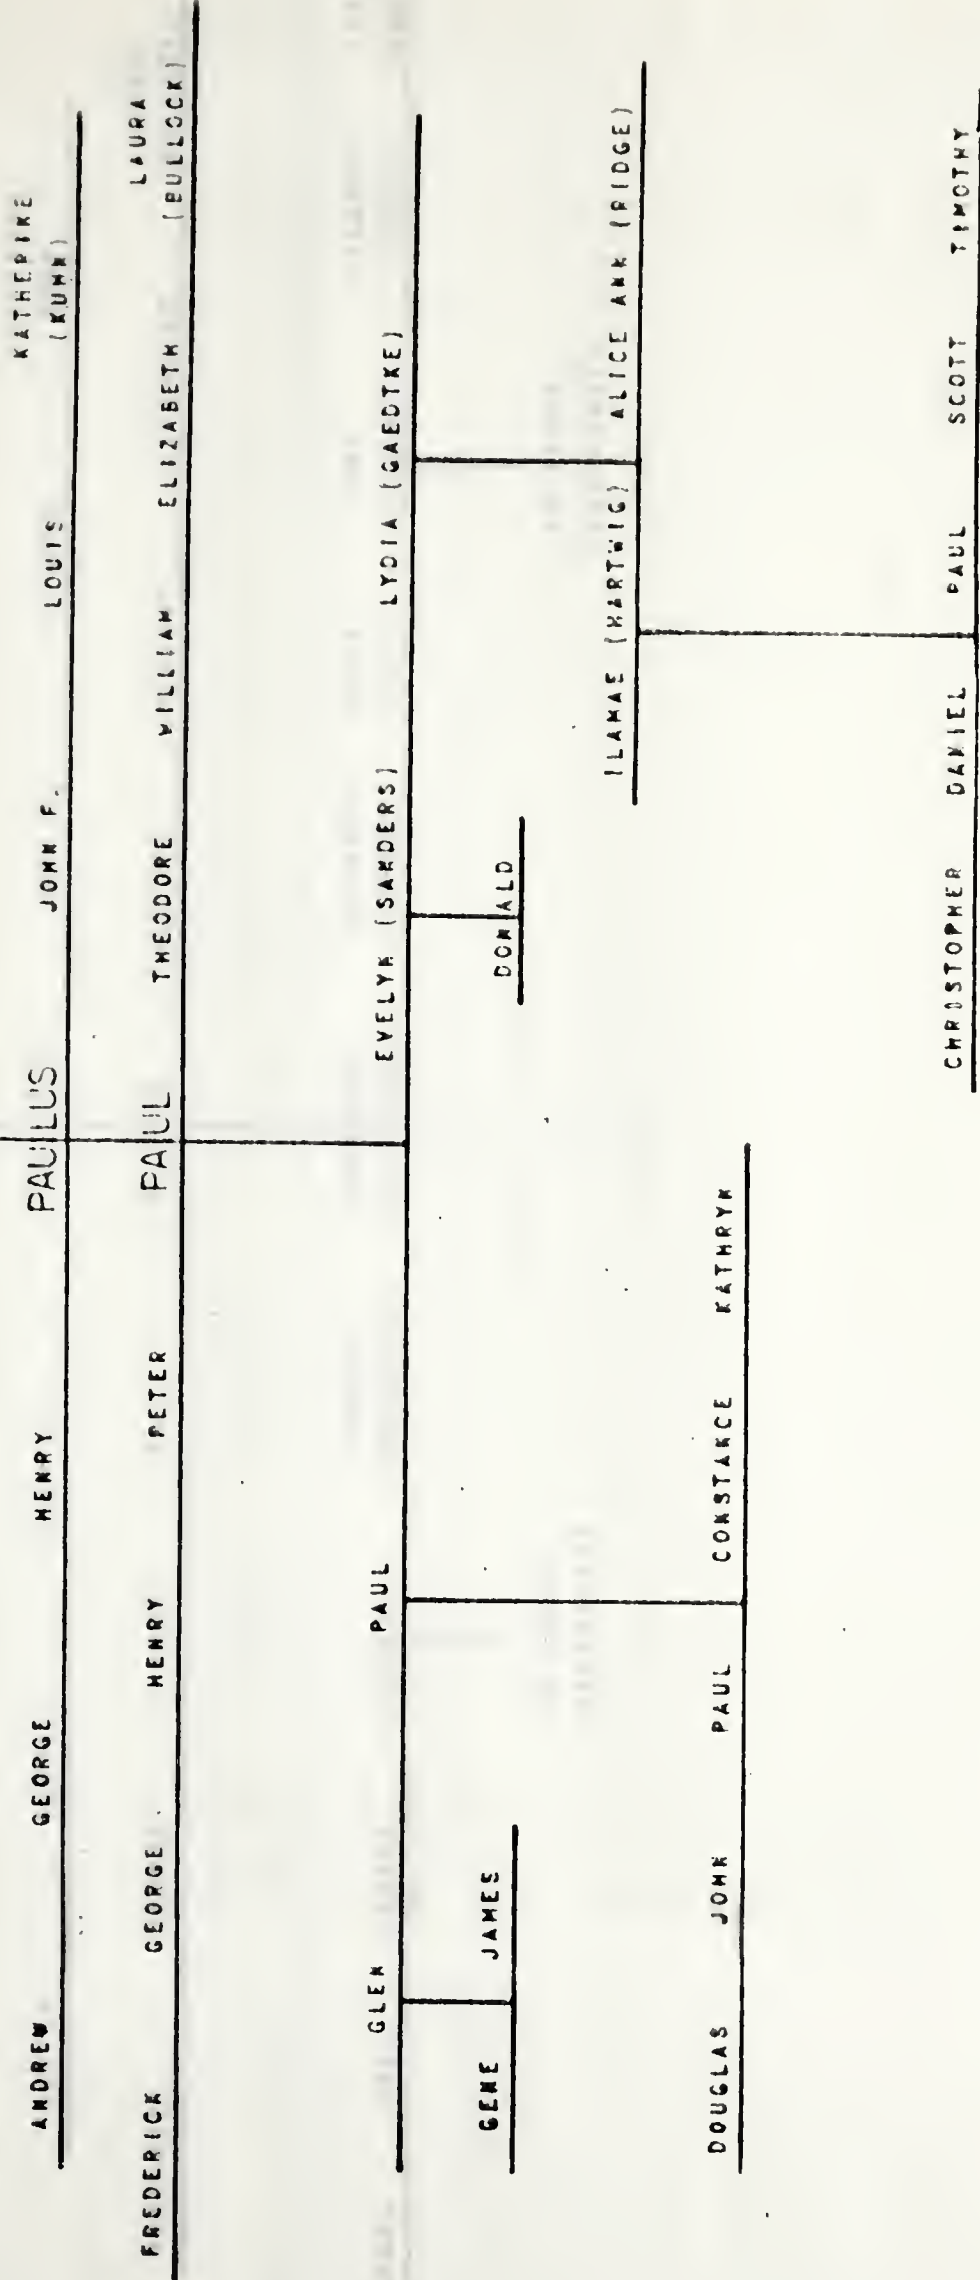 KATHERINE
ANDREW GEORGE HENRY PAULUS JOHN F. LOUIS (KUHN)
LAURA
FREDERICK GEORGE HENRY PETER PAUL THEODORE WILLIAM ELIZABETH (BULLOCK)
GLEN PAUL EVELYN (SANDERS) LYDIA (GAEDTKE)
GENE JAMES DONALD
ILAMAE (HARTWIG) ALICE ANN (RIDGE)
DOUGLAS JOHN PAUL CONSTANCE KATHRYN
CHRISTOPHER DANIEL PAUL SCOTT TIMOTHY